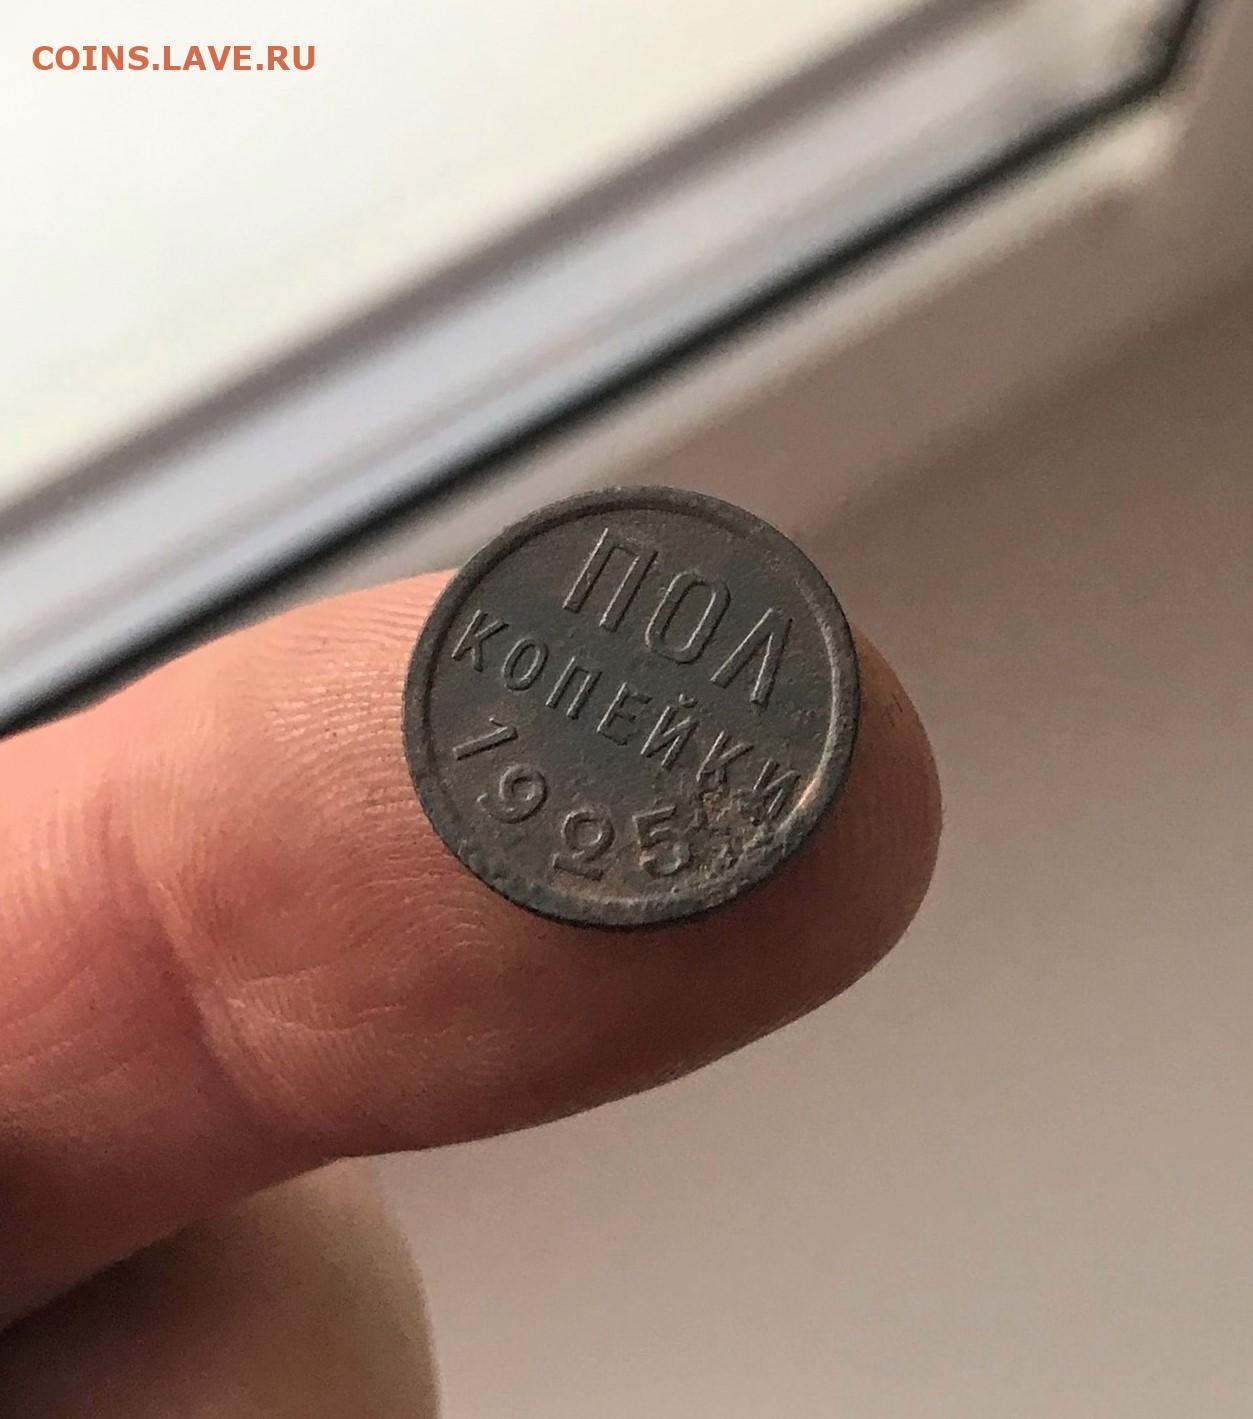 COINS.LAVE.RU
ПОЛ
КОПЕЙКИ
1925